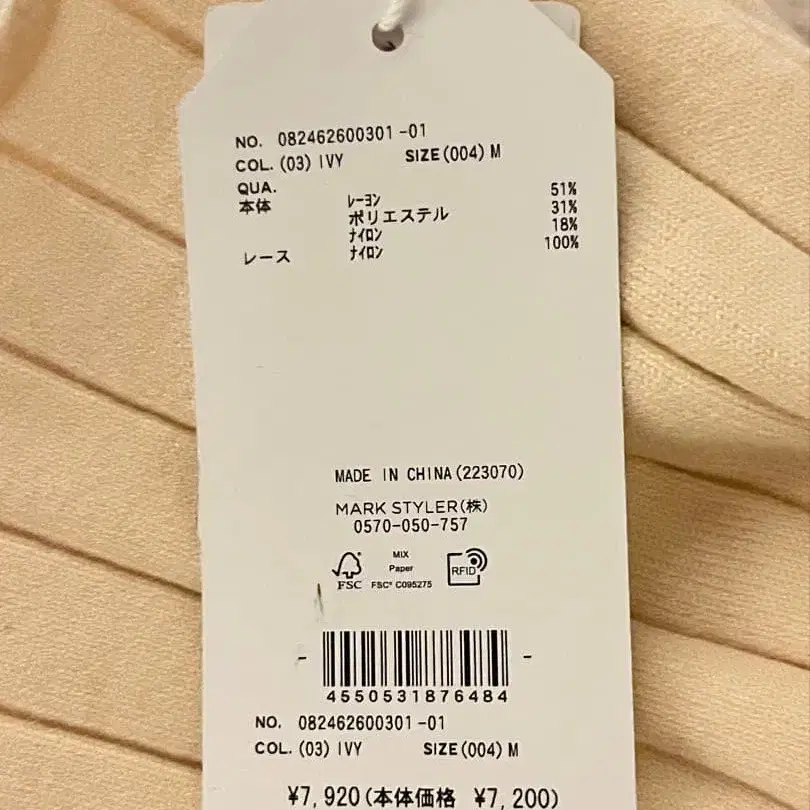 NO. 082462600301-01
COL. (03) IVY SIZE (004) M
QUA.
本体 レーヨン 51%
ポリエステル 31%
ナイロン 18%
レース ナイロン 100%
MADE IN CHINA (223070)
MARK STYLER(株)
0570-050-757
MIX
Paper
FSC FSC® C095275
RFID
4550531876484
NO. 082462600301-01
COL. (03) IVY SIZE (004) M
¥7,920(本体価格 ¥7,200)